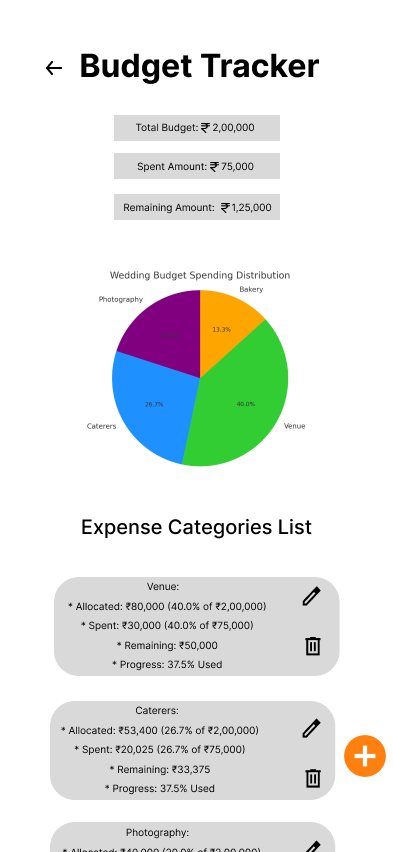 Budget Tracker
Total Budget: ₹ 2,00,000
Spent Amount: ₹ 75,000
Remaining Amount: ₹ 1,25,000
Wedding Budget Spending Distribution
Bakery
Photography
13.3%
26.7%
40.0%
Caterers
Venue
Expense Categories List
Venue:
* Allocated: ₹80,000 (40.0% of ₹2,00,000)
* Spent: ₹30,000 (40.0% of ₹75,000)
* Remaining: ₹50,000
* Progress: 37.5% Used
Caterers:
* Allocated: ₹53,400 (26.7% of ₹2,00,000)
* Spent: ₹20,025 (26.7% of ₹75,000)
* Remaining: ₹33,375
* Progress: 37.5% Used
Photography:
* Allocated: ₹40,000 (20.0% of ₹2,00,000)